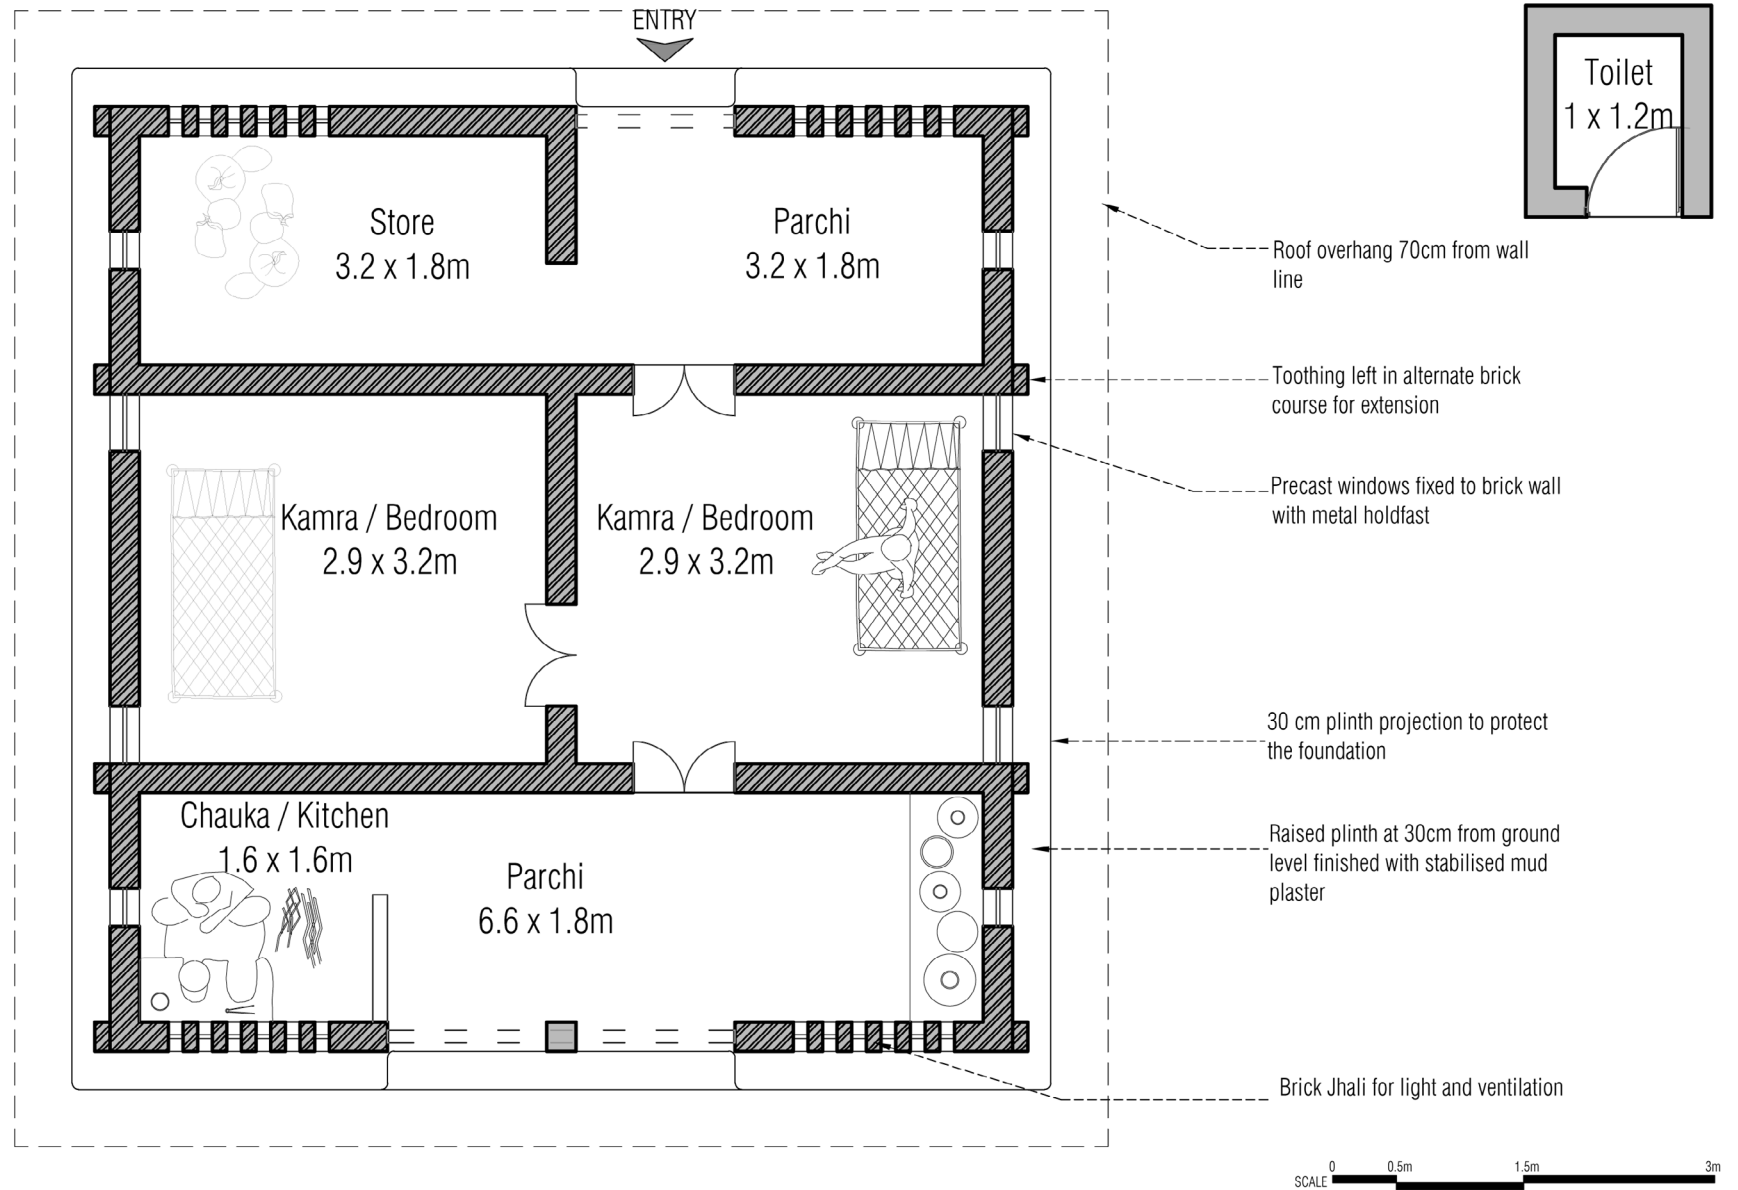 ENTRY
Toilet
1 x 1.2m
Store
3.2 x 1.8m
Parchi
3.2 x 1.8m
Roof overhang 70cm from wall
line
Toothing left in alternate brick
course for extension
Precast windows fixed to brick wall
with metal holdfast
Kamra / Bedroom
2.9 x 3.2m
Kamra / Bedroom
2.9 x 3.2m
30 cm plinth projection to protect
the foundation
Chauka / Kitchen
1.6 x 1.6m
Parchi
6.6 x 1.8m
Raised plinth at 30cm from ground
level finished with stabilised mud
plaster
Brick Jhali for light and ventilation
SCALE 0 0.5m 1.5m 3m